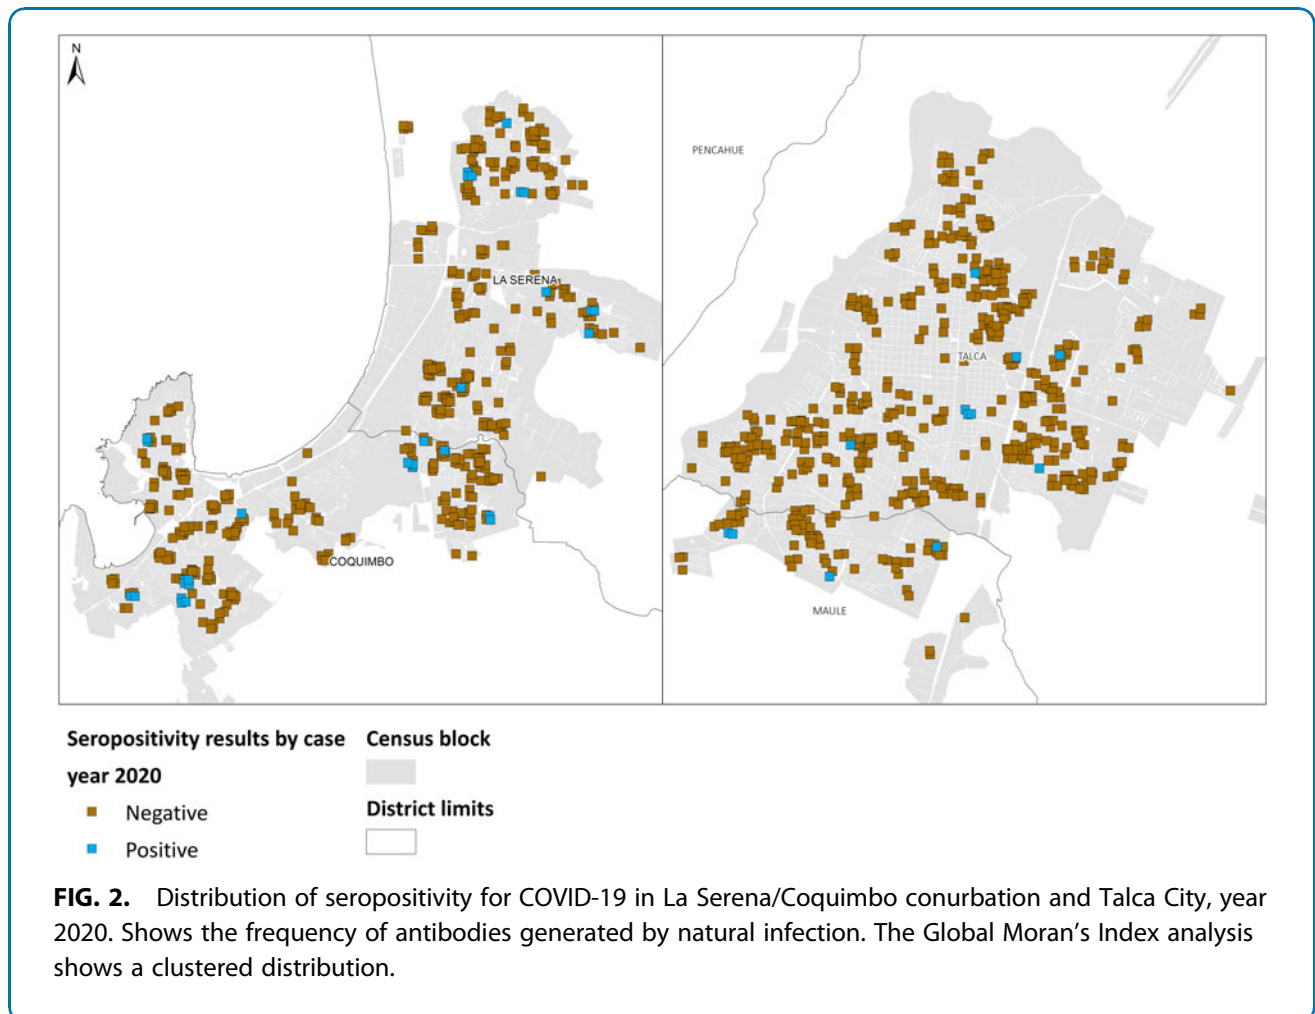 N
PENCAHUE
LA SERENA
TALCA
COQUIMBO
MAULE
Seropositivity results by case
year 2020
Negative
Positive
Census block
District limits
FIG. 2. Distribution of seropositivity for COVID-19 in La Serena/Coquimbo conurbation and Talca City, year
2020. Shows the frequency of antibodies generated by natural infection. The Global Moran's Index analysis
shows a clustered distribution.